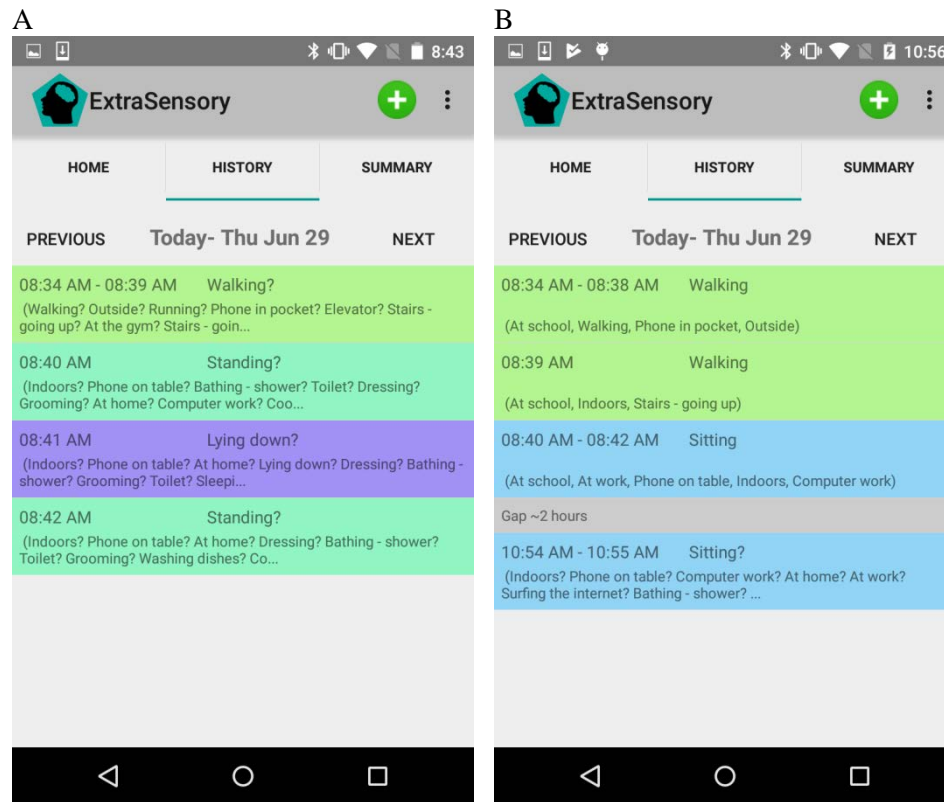 A
8:43
ExtraSensory
HOME HISTORY SUMMARY
PREVIOUS Today- Thu Jun 29 NEXT
08:34 AM - 08:39 AM Walking?
(Walking? Outside? Running? Phone in pocket? Elevator? Stairs -
going up? At the gym? Stairs - goin...
08:40 AM Standing?
(Indoors? Phone on table? Bathing - shower? Toilet? Dressing?
Grooming? At home? Computer work? Coo...
08:41 AM Lying down?
(Indoors? Phone on table? At home? Lying down? Dressing? Bathing -
shower? Grooming? Toilet? Sleepi...
08:42 AM Standing?
(Indoors? Phone on table? At home? Dressing? Bathing - shower?
Toilet? Grooming? Washing dishes? Co...
B
10:56
ExtraSensory
HOME HISTORY SUMMARY
PREVIOUS Today- Thu Jun 29 NEXT
08:34 AM - 08:38 AM Walking
(At school, Walking, Phone in pocket, Outside)
08:39 AM Walking
(At school, Indoors, Stairs - going up)
08:40 AM - 08:42 AM Sitting
(At school, At work, Phone on table, Indoors, Computer work)
Gap ~2 hours
10:54 AM - 10:55 AM Sitting?
(Indoors? Phone on table? Computer work? At home? At work?
Surfing the internet? Bathing - shower? ...